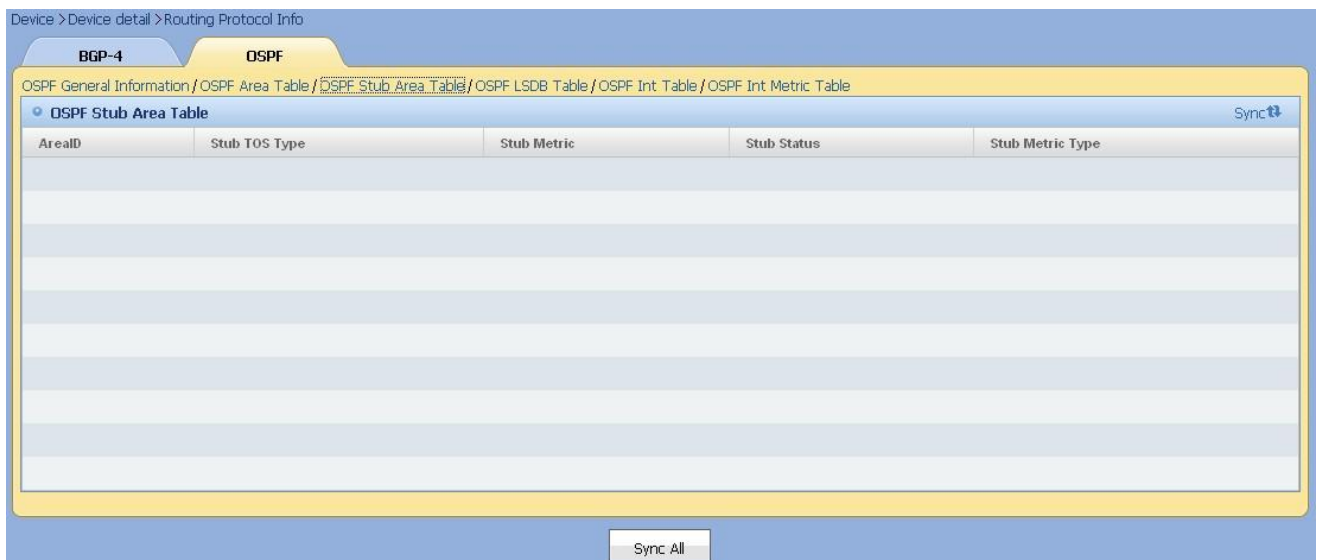 Device >Device detail >Routing Protocol Info
BGP-4 OSPF
OSPF General Information / OSPF Area Table / OSPF Stub Area Table / OSPF LSDB Table / OSPF Int Table / OSPF Int Metric Table
OSPF Stub Area Table Sync
AreaID Stub TOS Type Stub Metric Stub Status Stub Metric Type
Sync All